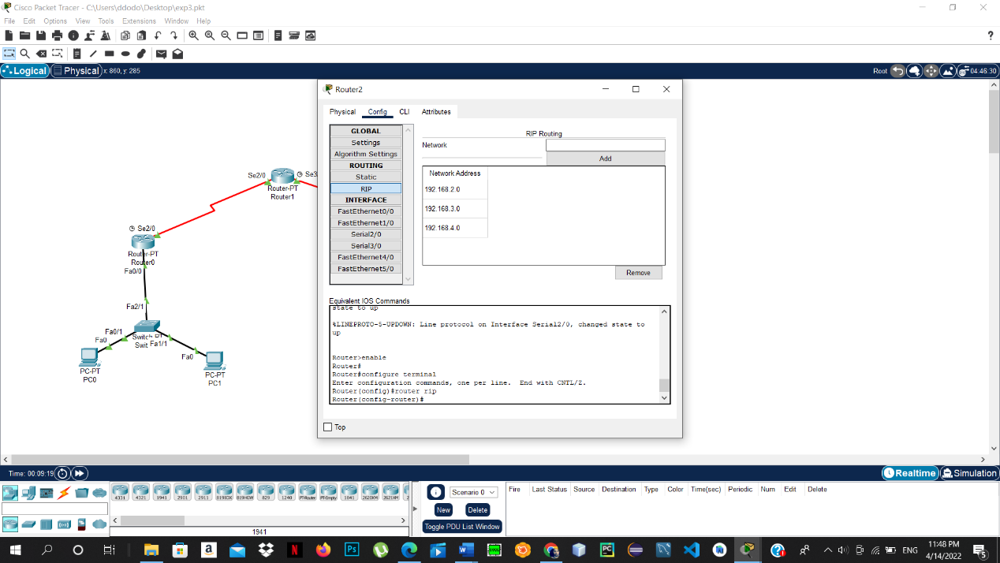 Cisco Packet Tracer - C:\Users\ddodo\Desktop\exp3.pkt
File Edit Options View Tools Extensions Window Help
?
Logical Physical x: 860, y: 285
Root 04:46:30
Router2
Physical Config CLI Attributes
GLOBAL
Settings
Algorithm Settings
ROUTING
Static
RIP
INTERFACE
FastEthernet0/0
FastEthernet1/0
Serial2/0
Serial3/0
FastEthernet4/0
FastEthernet5/0
RIP Routing
Network
Add
Network Address
192.168.2.0
192.168.3.0
192.168.4.0
Remove
Equivalent IOS Commands
state to up
%LINEPROTO-5-UPDOWN: Line protocol on Interface Serial2/0, changed state to
up
Router>enable
Router#
Router#configure terminal
Enter configuration commands, one per line. End with CNTL/Z.
Router(config)#router rip
Router(config-router)#
Top
Se2/0 Se3
Router-PT
Router1
Se2/0
Router-PT
Router0
Fa0/0
Fa2/1
Fa0/1
Switch PT
Swit Fa1/1
Fa0
Fa0
PC-PT
PC0
PC-PT
PC1
Time: 00:09:19
Realtime Simulation
4331 4321 1941 2901 2911 819IOX 819HGW 829 1240 PT-Router PT-Empty 1841 2620XM 2621XM
1941
Scenario 0
New Delete
Toggle PDU List Window
Fire Last Status Source Destination Type Color Time(sec) Periodic Num Edit Delete
ENG
11:48 PM
4/14/2022
5